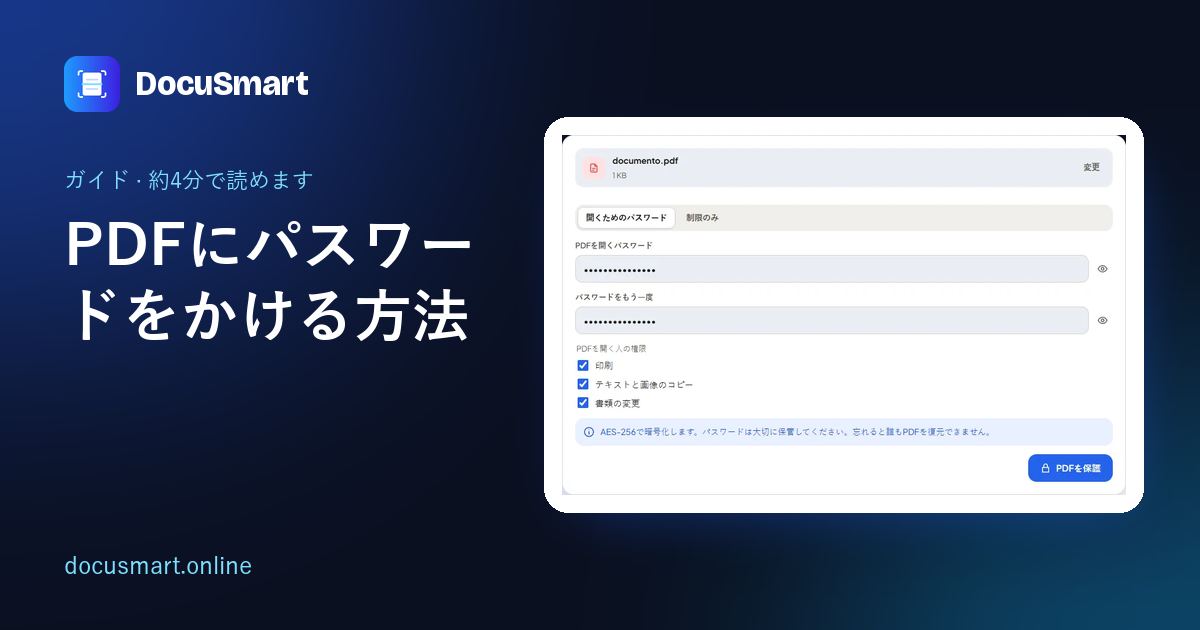 DocuSmart
ガイド · 約4分で読めます
PDFにパスワー
ドをかける方法
docusmart.online
documento.pdf
1 KB
変更
開くためのパスワード 制限のみ
PDFを開くパスワード
•••••••••••••••
パスワードをもう一度
•••••••••••••••
PDFを開く人の権限
印刷
テキストと画像のコピー
書類の変更
AES-256で暗号化します。パスワードは大切に保管してください。忘れると誰もPDFを復元できません。
PDFを保護